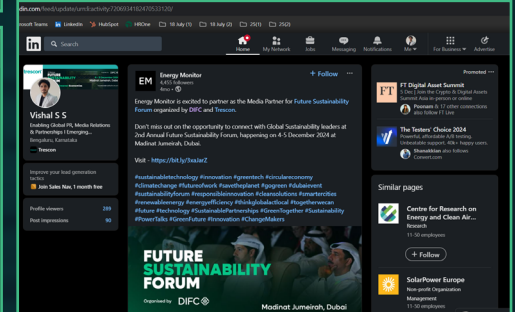 din.com/feed/update/urn:li:activity:7206934182470533120/
Microsoft Teams LinkedIn HubSpot HROne 18 July (1) 18 July (2) 25(1) 25(2)
in Search
Home My Network Jobs Messaging Notifications Me For Business Advertise
Trescon
FUTURE
SUSTAINABILITY
FORUM
Vishal S S
Enabling Global PR, Media Relations
& Partnerships I Emerging...
Bengaluru, Karnataka
Trescon
Improve your lead generation
tactics
Join Sales Nav, 1 month free
Profile viewers 289
Post impressions 90
EM
Energy Monitor
4,455 followers
4mo
+ Follow
Energy Monitor is excited to partner as the Media Partner for Future Sustainability
Forum organized by DIFC and Trescon.
Don't miss out on the opportunity to connect with Global Sustainability leaders at
2nd Annual Future Sustainability Forum, happening on 4-5 December 2024 at
Madinat Jumeirah, Dubai.
Visit -
#sustainabletechnology #innovation #greentech #circulareconomy
#climatechange #futureofwork #savetheplanet #gogreen #dubaievent
#sustainabilityforum #responsibleinnovation #cleansolutions #smartercities
#renewableenergy #energyefficiency #thinkglobalactlocal #togetherwecan
#future #technology #SustainablePartnerships #GreenTogether #Sustainability
#PowerTalks #GreenFuture #Innovation #ChangeMakers
FUTURE
SUSTAINABILITY
FORUM
Organised by DIFC
Madinat Jumeirah, Dubai
Promoted
FT
FT Digital Asset Summit
9 Dec | Join the Crypto & Digital Assets
Summit Asia in-person or online
Poonam & 17 other connections
also follow FT Live
The Testers' Choice 2024
Powerful, affordable A/B testing.
Unbeatable support. 40k+ happy users.
Shunakkian also follows
Convert.com
Similar pages
Centre for Research on
Energy and Clean Air...
Research
11-50 employees
+ Follow
SolarPower Europe
Non-profit Organization
Management
11-50 employees